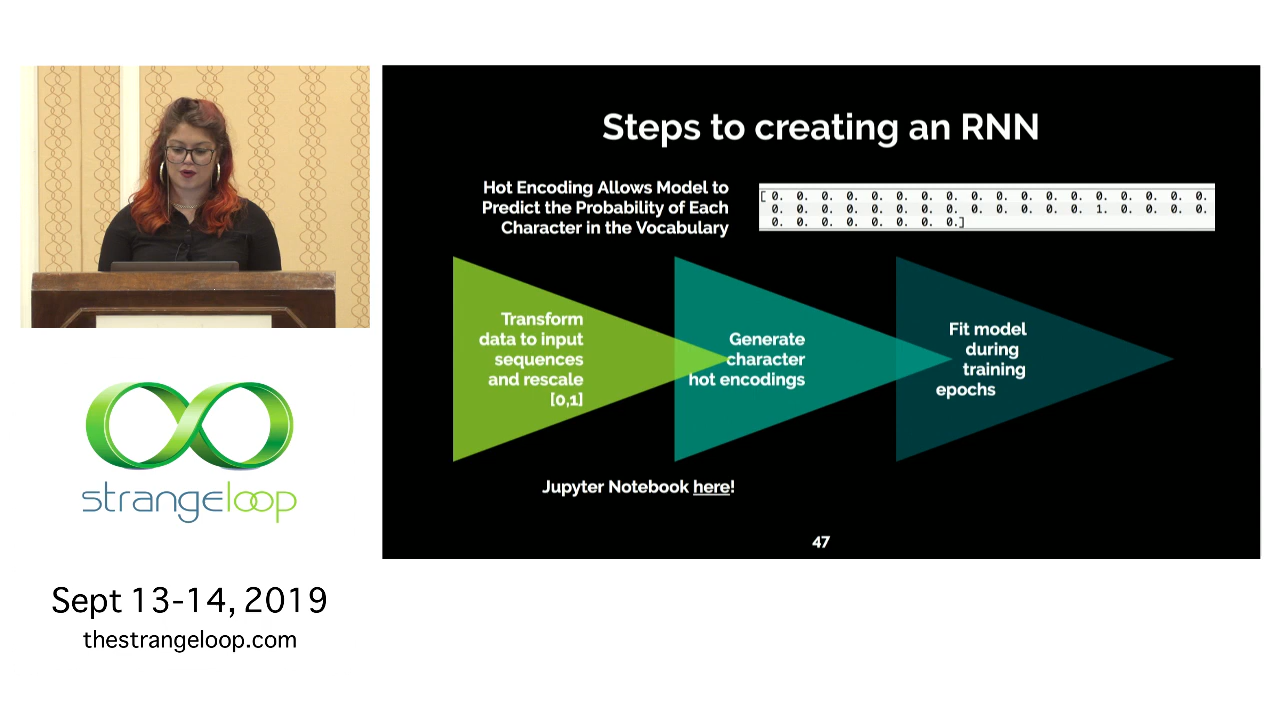 Steps to creating an RNN
Hot Encoding Allows Model to
Predict the Probability of Each
Character in the Vocabulary
[ 0. 0. 0. 0. 0. 0. 0. 0. 0. 0. 0. 0. 0. 0. 0. 0. 0. 0.
0. 0. 0. 0. 0. 0. 0. 0. 0. 0. 0. 0. 0. 1. 0. 0. 0. 0.
0. 0. 0. 0. 0. 0. 0. 0.]
Transform
data to input
sequences
and rescale
[0,1]
Generate
character
hot encodings
Fit model
during
training
epochs
Jupyter Notebook here!
47
strangeloop
Sept 13-14, 2019
thestrangeloop.com